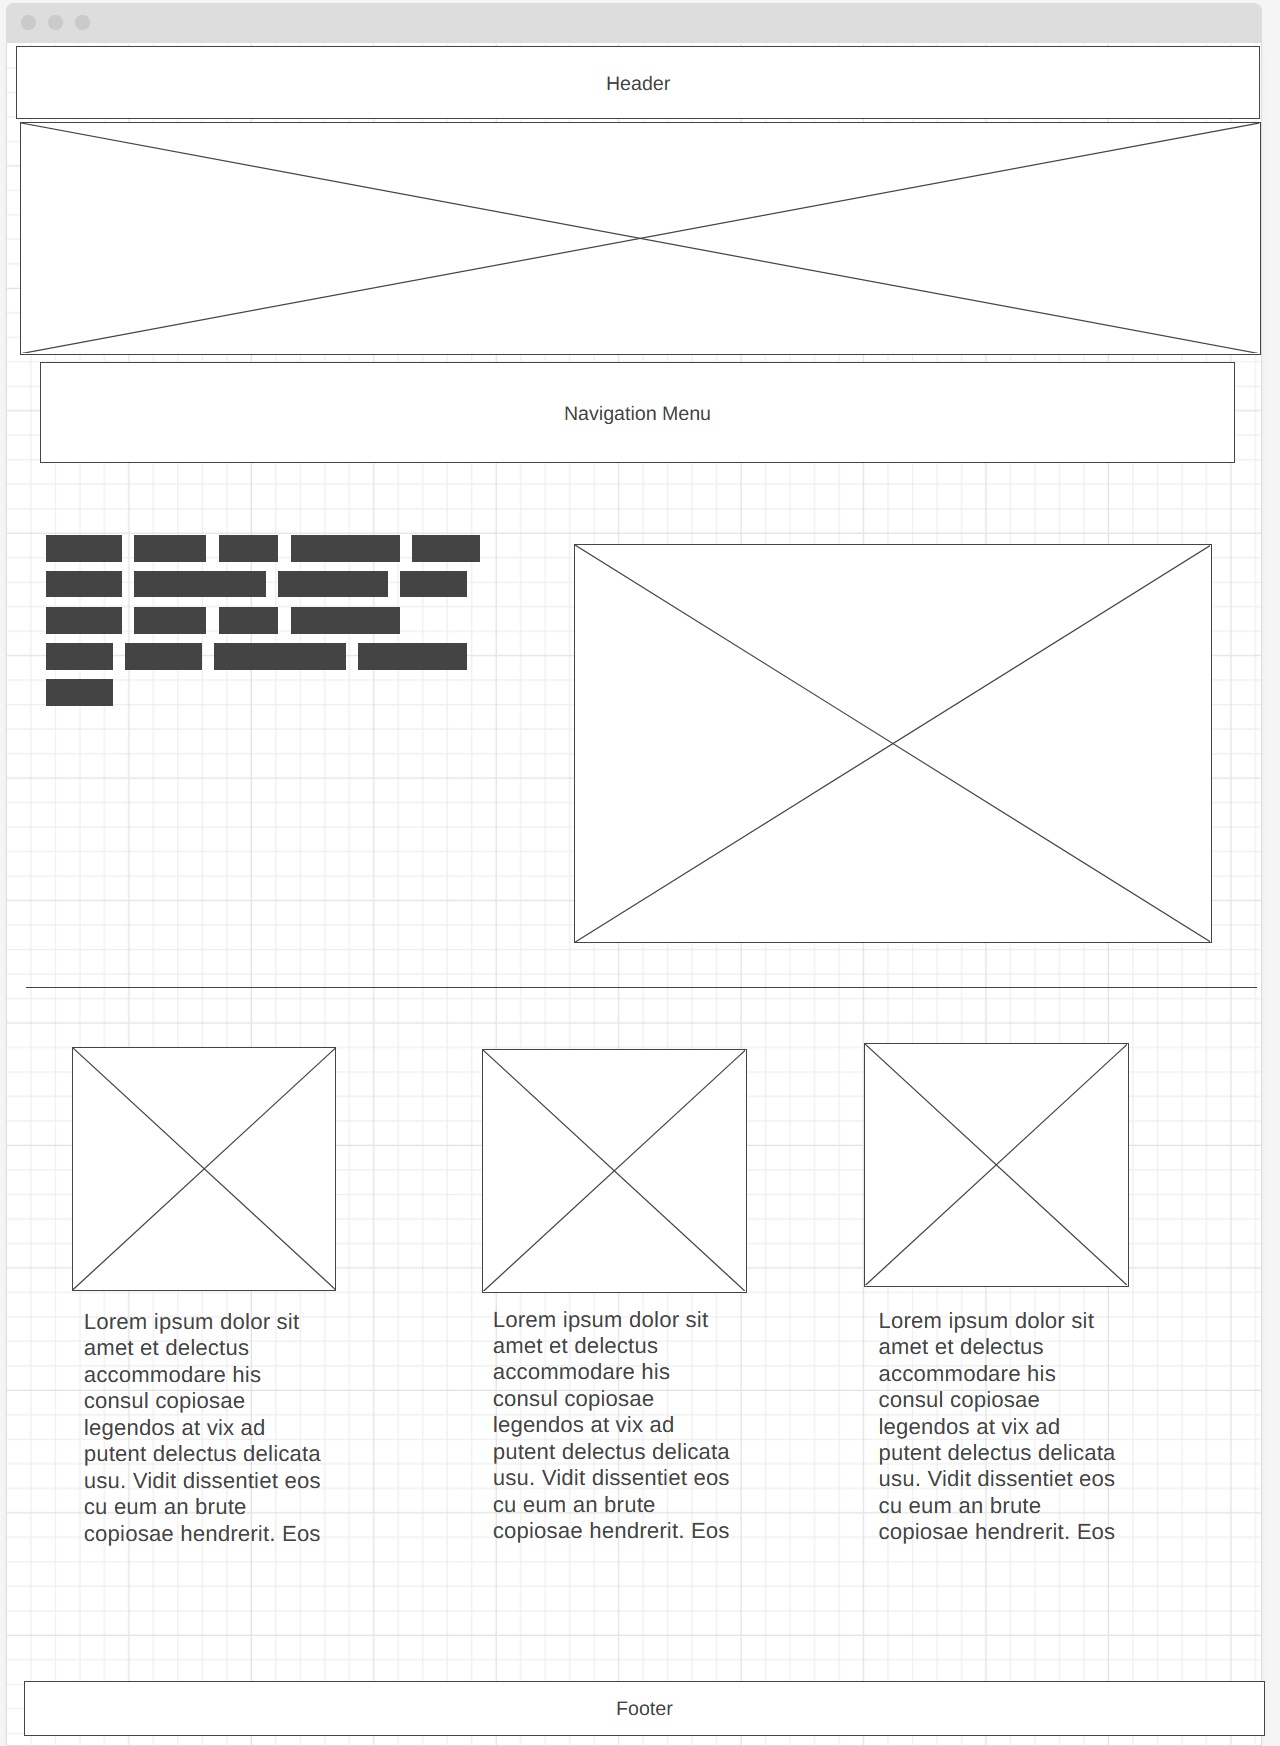 Header
Navigation Menu
Lorem ipsum dolor sit
amet et delectus
accommodare his
consul copiosae
legendos at vix ad
putent delectus delicata
usu. Vidit dissentiet eos
cu eum an brute
copiosae hendrerit. Eos
Lorem ipsum dolor sit
amet et delectus
accommodare his
consul copiosae
legendos at vix ad
putent delectus delicata
usu. Vidit dissentiet eos
cu eum an brute
copiosae hendrerit. Eos
Lorem ipsum dolor sit
amet et delectus
accommodare his
consul copiosae
legendos at vix ad
putent delectus delicata
usu. Vidit dissentiet eos
cu eum an brute
copiosae hendrerit. Eos
Footer